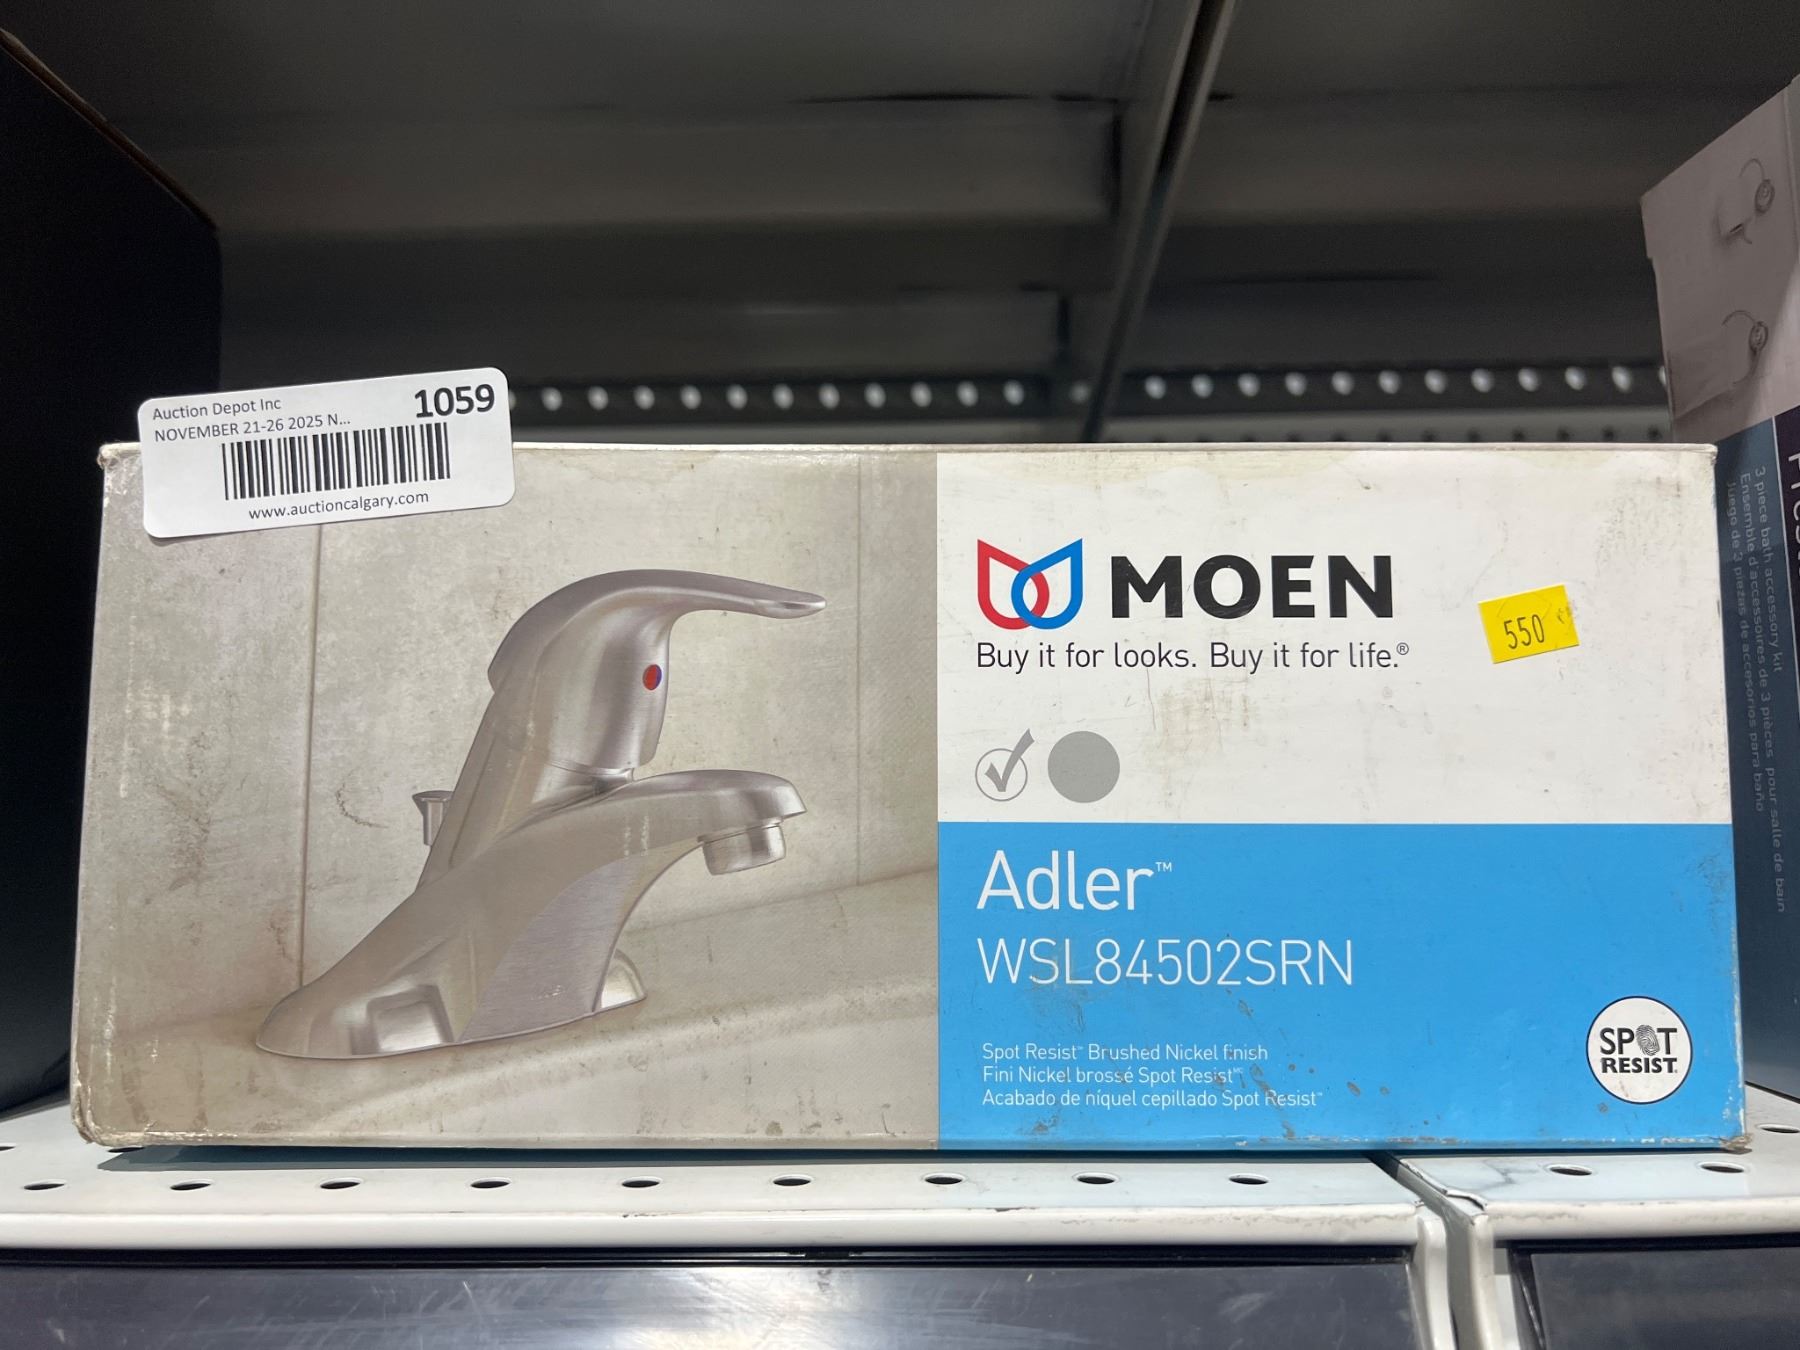 Auction Depot Inc
1059
NOVEMBER 21-26 2025 N...
www.auctioncalgary.com
MOEN
Buy it for looks. Buy it for life.®
550
Adler™
WSL84502SRN
Spot Resist™ Brushed Nickel finish
Fini Nickel brossé Spot Resist MC
Acabado de níquel cepillado Spot Resist™
SPOT
RESIST
3 piece bath accessory kit
Ensemble d'accessoires de 3 pièces pour salle de bain
Juego de 3 piezas de accesorios para baño